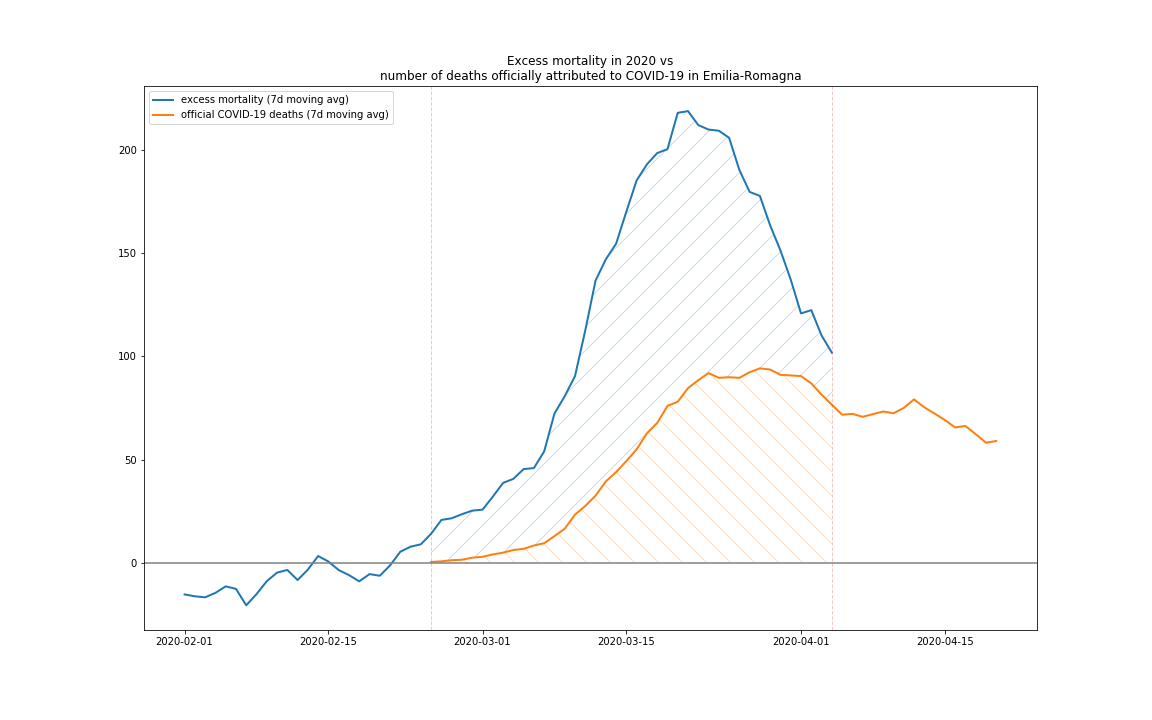 Excess mortality in 2020 vs
number of deaths officially attributed to COVID-19 in Emilia-Romagna
excess mortality (7d moving avg)
official COVID-19 deaths (7d moving avg)
200
150
100
50
0
2020-02-01
2020-02-15
2020-03-01
2020-03-15
2020-04-01
2020-04-15